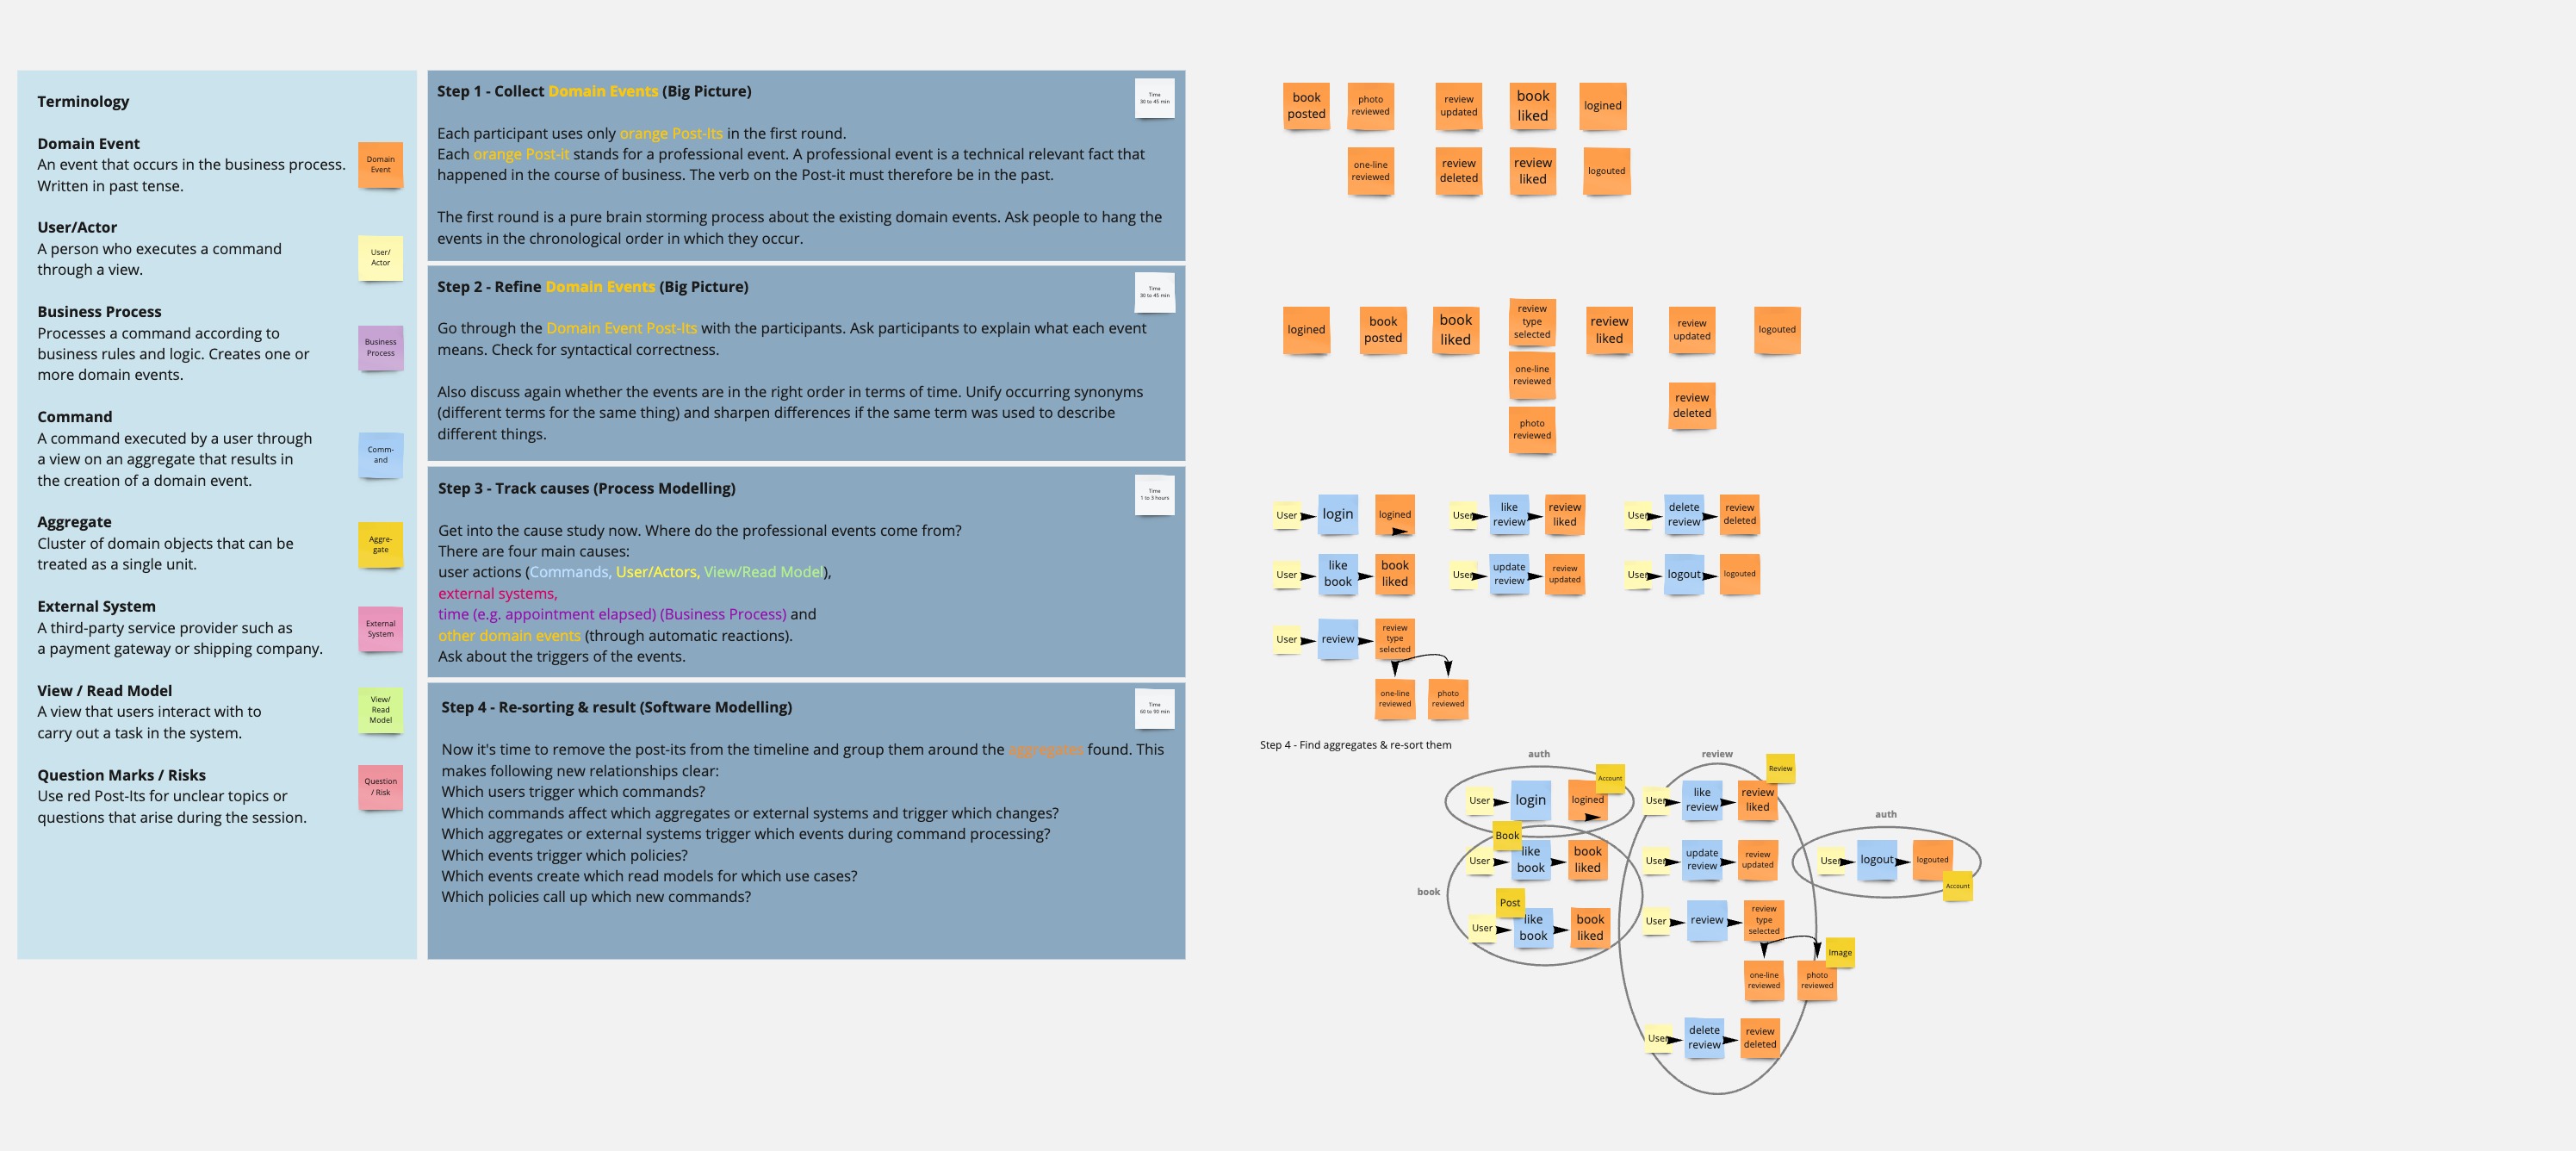 Terminology
Domain Event
An event that occurs in the business process.
Written in past tense.
Domain
Event
User/Actor
A person who executes a command
through a view.
User/
Actor
Business Process
Processes a command according to
business rules and logic. Creates one or
more domain events.
Business
Process
Command
A command executed by a user through
a view on an aggregate that results in
the creation of a domain event.
Comm-
and
Aggregate
Cluster of domain objects that can be
treated as a single unit.
Aggre-
gate
External System
A third-party service provider such as
a payment gateway or shipping company.
External
System
View / Read Model
A view that users interact with to
carry out a task in the system.
View/
Read
Model
Question Marks / Risks
Use red Post-Its for unclear topics or
questions that arise during the session.
Question
/ Risk
Step 1 - Collect Domain Events (Big Picture)
Time
30 to 45 min
Each participant uses only orange Post-Its in the first round.
Each orange Post-it stands for a professional event. A professional event is a technical relevant fact that
happened in the course of business. The verb on the Post-it must therefore be in the past.
The first round is a pure brain storming process about the existing domain events. Ask people to hang the
events in the chronological order in which they occur.
Step 2 - Refine Domain Events (Big Picture)
Time
30 to 45 min
Go through the Domain Event Post-Its with the participants. Ask participants to explain what each event
means. Check for syntactical correctness.
Also discuss again whether the events are in the right order in terms of time. Unify occurring synonyms
(different terms for the same thing) and sharpen differences if the same term was used to describe
different things.
Step 3 - Track causes (Process Modelling)
Time
1 to 3 hours
Get into the cause study now. Where do the professional events come from?
There are four main causes:
user actions (Commands, User/Actors, View/Read Model),
external systems,
time (e.g. appointment elapsed) (Business Process) and
other domain events (through automatic reactions).
Ask about the triggers of the events.
Step 4 - Re-sorting & result (Software Modelling)
Time
60 to 90 min
Now it's time to remove the post-its from the timeline and group them around the aggregates found. This
makes following new relationships clear:
Which users trigger which commands?
Which commands affect which aggregates or external systems and trigger which changes?
Which aggregates or external systems trigger which events during command processing?
Which events trigger which policies?
Which events create which read models for which use cases?
Which policies call up which new commands?
book
posted
photo
reviewed
review
updated
book
liked
logined
one-line
reviewed
review
deleted
review
liked
logouted
logined
book
posted
book
liked
review
type
selected
review
liked
review
updated
logouted
one-line
reviewed
photo
reviewed
review
deleted
User
login
logined
User
like
review
review
liked
User
delete
review
review
deleted
User
like
book
book
liked
User
update
review
review
updated
User
logout
logouted
User
review
review
type
selected
one-line
reviewed
photo
reviewed
Step 4 - Find aggregates & re-sort them
auth
Account
User
login
logined
book
Book
User
like
book
book
liked
Post
User
like
book
book
liked
review
Review
User
like
review
review
liked
User
update
review
review
updated
User
review
review
type
selected
Image
one-line
reviewed
photo
reviewed
User
delete
review
review
deleted
auth
User
logout
logouted
Account